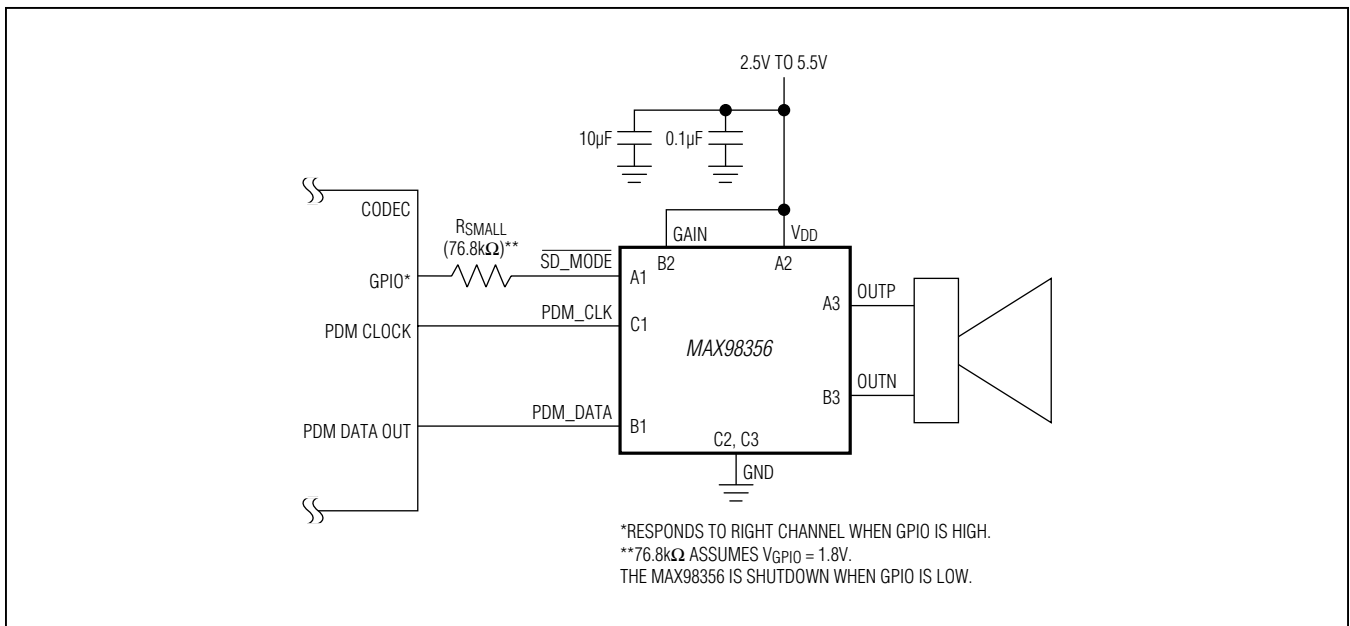 2.5V TO 5.5V
10µF
0.1µF
CODEC
RSMALL
(76.8kΩ)**
SD_MODE
GAIN
VDD
B2
A2
GPIO*
A1
A3
OUTP
PDM CLOCK
PDM_CLK
C1
MAX98356
B3
OUTN
PDM DATA OUT
PDM_DATA
B1
C2, C3
GND
*RESPONDS TO RIGHT CHANNEL WHEN GPIO IS HIGH.
**76.8kΩ ASSUMES VGPIO = 1.8V.
THE MAX98356 IS SHUTDOWN WHEN GPIO IS LOW.